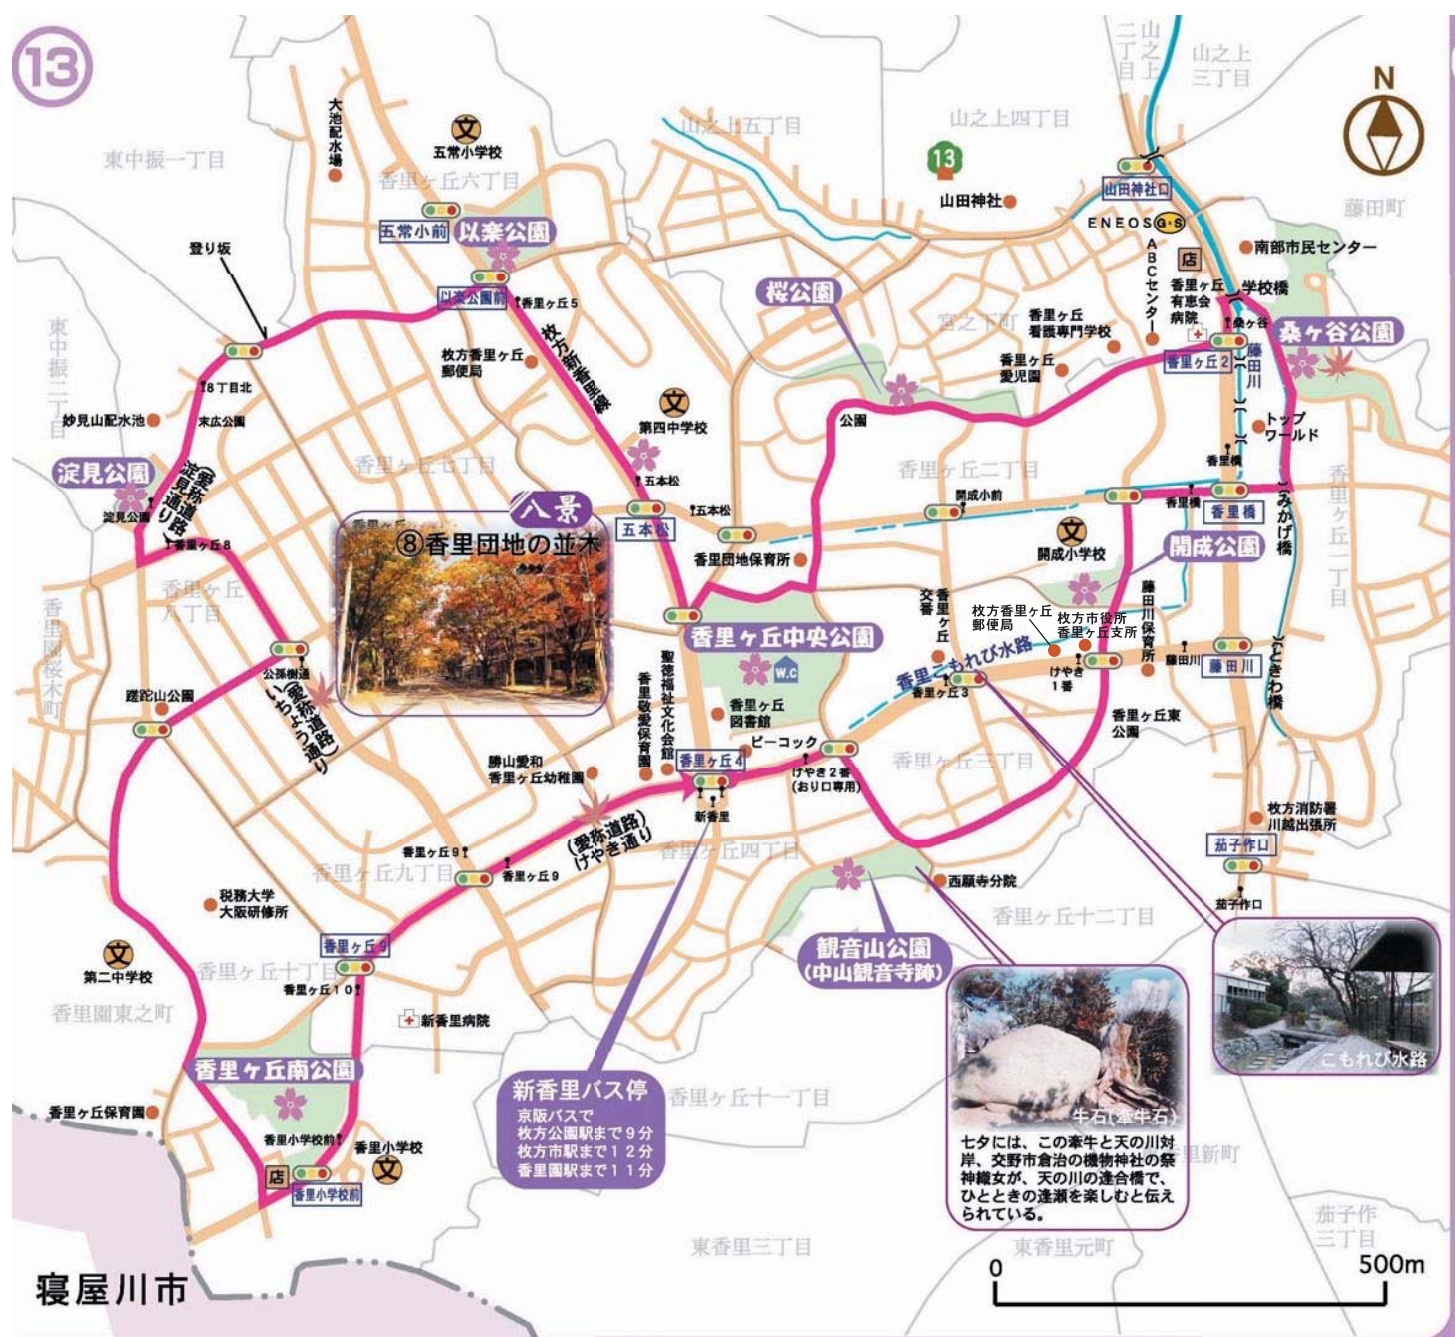 13
N
山之上
二丁目
山之上
三丁目
大池配水場
文
五常小学校
東中振一丁目
香里ヶ丘六丁目
山之上五丁目
山之上四丁目
13
山田神社
山田神社口
藤田町
五常小前
以楽公園
ENEOS G・S
ABCセンター
店
南部市民センター
登り坂
以楽公園前
香里ヶ丘5
桜公園
宮之下町
香里ヶ丘
有恵会
病院
学校橋
桑ヶ谷
桑ヶ谷公園
香里ヶ丘
看護専門学校
香里ヶ丘
愛児園
香里ヶ丘2
藤田川
東中振二丁目
枚方新香里線
枚方香里ヶ丘
郵便局
8丁目北
末広公園
妙見山配水池
文
第四中学校
公園
トップ
ワールド
淀見公園
淀見公園
(愛称道路)
淀見通り
香里ヶ丘七丁目
香里ヶ丘二丁目
香里橋
五本松
五本松
五本松
開成小前
香里橋
香里橋
みかげ橋
香里ヶ丘一丁目
八景
香里ヶ丘
⑧香里団地の並木
香里ヶ丘8
香里団地保育所
文
開成小学校
開成公園
香里ヶ丘
八丁目
香里園桜木町
香里ヶ丘中央公園
W.C
香里ヶ丘
交番
枚方香里ヶ丘
郵便局
枚方市役所
香里ヶ丘支所
藤田川保育所
藤田川
藤田川
ときわ橋
香里こもれび水路
香里ヶ丘3
けやき
1番
公孫樹通
(愛称道路)
いちょう通り
蹉跎山公園
聖徳福祉文化会館
香里敬愛保育園
香里ヶ丘
図書館
香里ヶ丘東
公園
ピーコック
香里ヶ丘4
けやき2番
(おり口専用)
香里ヶ丘三丁目
勝山愛和
香里ヶ丘幼稚園
新香里
(愛称道路)
けやき通り
枚方消防署
川越出張所
茄子作口
茄子作口
香里ヶ丘9
香里ヶ丘9
香里ヶ丘九丁目
香里ヶ丘四丁目
西願寺分院
香里ヶ丘十二丁目
税務大学
大阪研修所
文
第二中学校
香里ヶ丘9
香里ヶ丘十丁目
香里ヶ丘10
観音山公園
(中山観音寺跡)
香里園東之町
新香里病院
こもれび水路
香里ヶ丘南公園
新香里バス停
京阪バスで
枚方公園駅まで9分
枚方市駅まで12分
香里園駅まで11分
香里ヶ丘十一丁目
牛石(牽牛石)
七夕には、この牽牛と天の川対
岸、交野市倉治の機物神社の祭
神織女が、天の川の逢合橋で、
ひとときの逢瀬を楽しむと伝え
られている。
香里ヶ丘保育園
香里小学校前
香里小学校
文
店
香里小学校前
香里新町
茄子作
三丁目
東香里三丁目
東香里元町
寝屋川市
0
500m